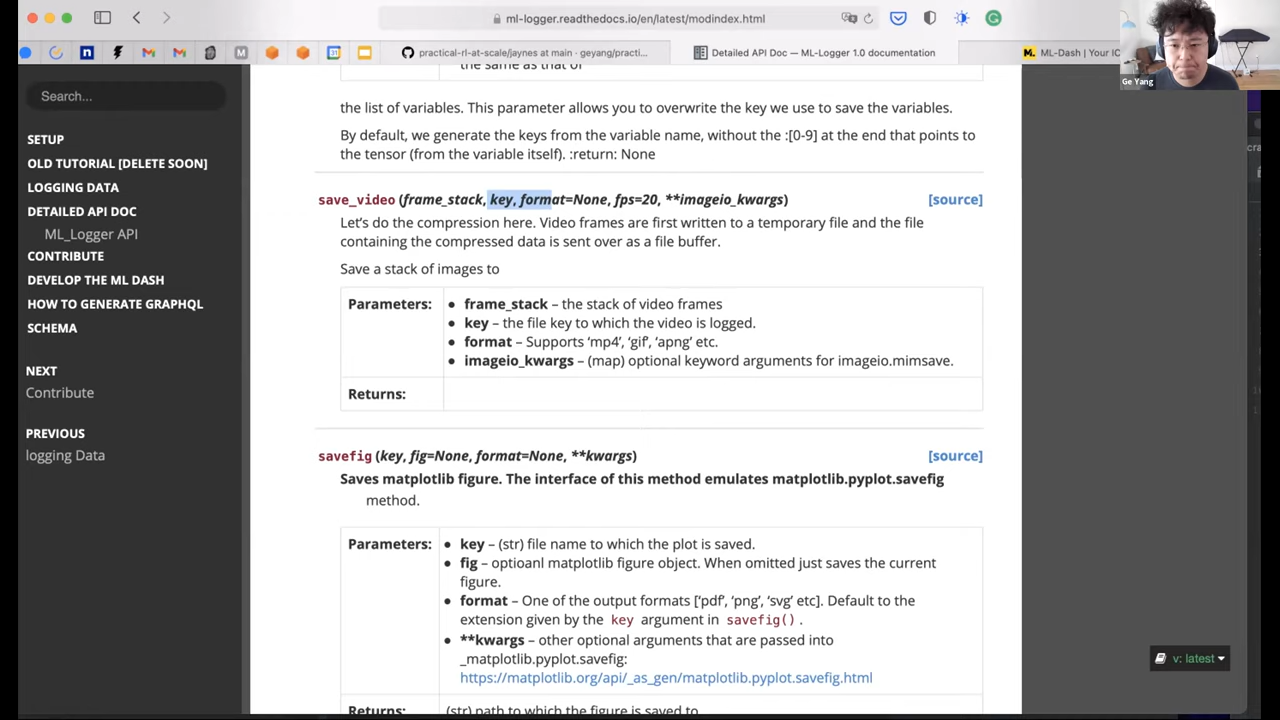 ml-logger.readthedocs.io/en/latest/modindex.html
practical-rl-at-scale/jaynes at main · geyang/practi...
Detailed API Doc — ML-Logger 1.0 documentation
ML-Dash | Your IC
Ge Yang
Search...
SETUP
OLD TUTORIAL [DELETE SOON]
LOGGING DATA
DETAILED API DOC
ML_Logger API
CONTRIBUTE
DEVELOP THE ML DASH
HOW TO GENERATE GRAPHQL
SCHEMA
NEXT
Contribute
PREVIOUS
logging Data
the same as that of
the list of variables. This parameter allows you to overwrite the key we use to save the variables.
By default, we generate the keys from the variable name, without the :[0-9] at the end that points to
the tensor (from the variable itself). :return: None
save_video (frame_stack, key, format=None, fps=20, **imageio_kwargs) [source]
Let's do the compression here. Video frames are first written to a temporary file and the file
containing the compressed data is sent over as a file buffer.
Save a stack of images to
Parameters:
• frame_stack – the stack of video frames
• key – the file key to which the video is logged.
• format – Supports ‘mp4’, ‘gif’, ‘apng’ etc.
• imageio_kwargs – (map) optional keyword arguments for imageio.mimsave.
Returns:
savefig (key, fig=None, format=None, **kwargs) [source]
Saves matplotlib figure. The interface of this method emulates matplotlib.pyplot.savefig
method.
Parameters:
• key – (str) file name to which the plot is saved.
• fig – optioanl matplotlib figure object. When omitted just saves the current
figure.
• format – One of the output formats [‘pdf’, ‘png’, ‘svg’ etc]. Default to the
extension given by the key argument in savefig() .
• **kwargs – other optional arguments that are passed into
_matplotlib.pyplot.savefig:
https://matplotlib.org/api/_as_gen/matplotlib.pyplot.savefig.html
Returns: (str) path to which the figure is saved to
v: latest